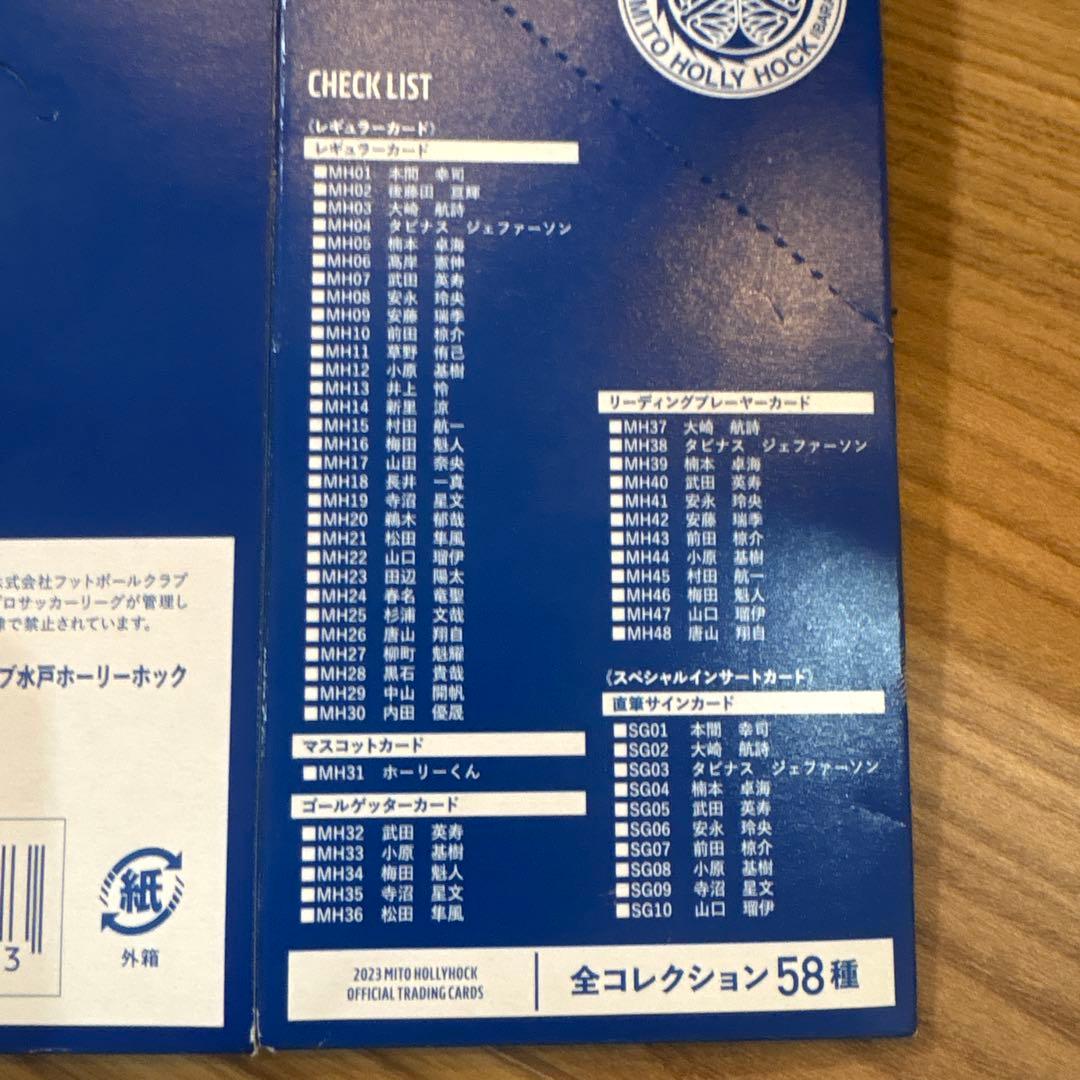 MITO HOLLY HOCK
CHECK LIST
《レギュラーカード》
レギュラーカード
■MH01 本間 幸司
■MH02 後藤田 亘輝
■MH03 大崎 航詩
■MH04 タビナス ジェファーソン
■MH05 楠本 卓海
■MH06 高岸 憲伸
■MH07 武田 英寿
■MH08 安永 玲央
■MH09 安藤 瑞季
■MH10 前田 椋介
■MH11 草野 侑己
■MH12 小原 基樹
■MH13 井上 怜
■MH14 新里 涼
■MH15 村田 航一
■MH16 梅田 魁人
■MH17 山田 奈央
■MH18 長井 一真
■MH19 寺沼 星文
■MH20 鵜木 郁哉
■MH21 松田 隼風
■MH22 山口 瑠伊
■MH23 田辺 陽太
■MH24 春名 竜聖
■MH25 杉浦 文哉
■MH26 唐山 翔自
■MH27 柳町 魁耀
■MH28 黒石 貴哉
■MH29 中山 開帆
■MH30 内田 優晟
マスコットカード
■MH31 ホーリーくん
ゴールゲッターカード
■MH32 武田 英寿
■MH33 小原 基樹
■MH34 梅田 魁人
■MH35 寺沼 星文
■MH36 松田 隼風
リーディングプレーヤーカード
■MH37 大崎 航詩
■MH38 タビナス ジェファーソン
■MH39 楠本 卓海
■MH40 武田 英寿
■MH41 安永 玲央
■MH42 安藤 瑞季
■MH43 前田 椋介
■MH44 小原 基樹
■MH45 村田 航一
■MH46 梅田 魁人
■MH47 山口 瑠伊
■MH48 唐山 翔自
《スペシャルインサートカード》
直筆サインカード
■SG01 本間 幸司
■SG02 大崎 航詩
■SG03 タビナス ジェファーソン
■SG04 楠本 卓海
■SG05 武田 英寿
■SG06 安永 玲央
■SG07 前田 椋介
■SG08 小原 基樹
■SG09 寺沼 星文
■SG10 山口 瑠伊
2023 MITO HOLLYHOCK
OFFICIAL TRADING CARDS
全コレクション58種
式会社フットボールクラブ
プロサッカーリーグが管理し
で禁止されています。
ブ水戸ホーリーホック
3
紙
外箱